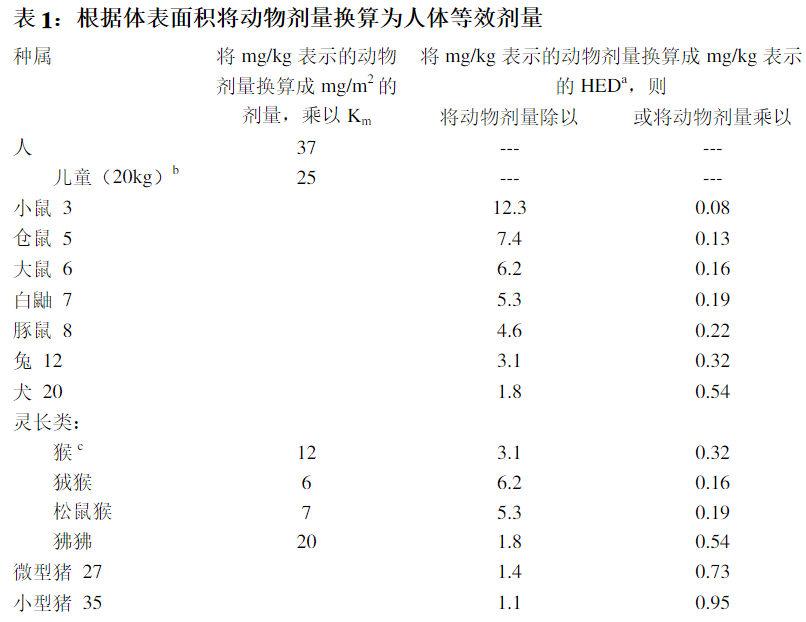 表 1：根据体表面积将动物剂量换算为人体等效剂量
种属 将 mg/kg 表示的动物 将 mg/kg 表示的动物剂量换算成 mg/kg 表示
剂量换算成 mg/m2 的 的 HEDa，则
剂量，乘以 Km 将动物剂量除以 或将动物剂量乘以
人 37 --- ---
儿童（20kg）b 25 --- ---
小鼠 3 12.3 0.08
仓鼠 5 7.4 0.13
大鼠 6 6.2 0.16
白鼬 7 5.3 0.19
豚鼠 8 4.6 0.22
兔 12 3.1 0.32
犬 20 1.8 0.54
灵长类：
猴 c 12 3.1 0.32
狨猴 6 6.2 0.16
松鼠猴 7 5.3 0.19
狒狒 20 1.8 0.54
微型猪 27 1.4 0.73
小型猪 35 1.1 0.95